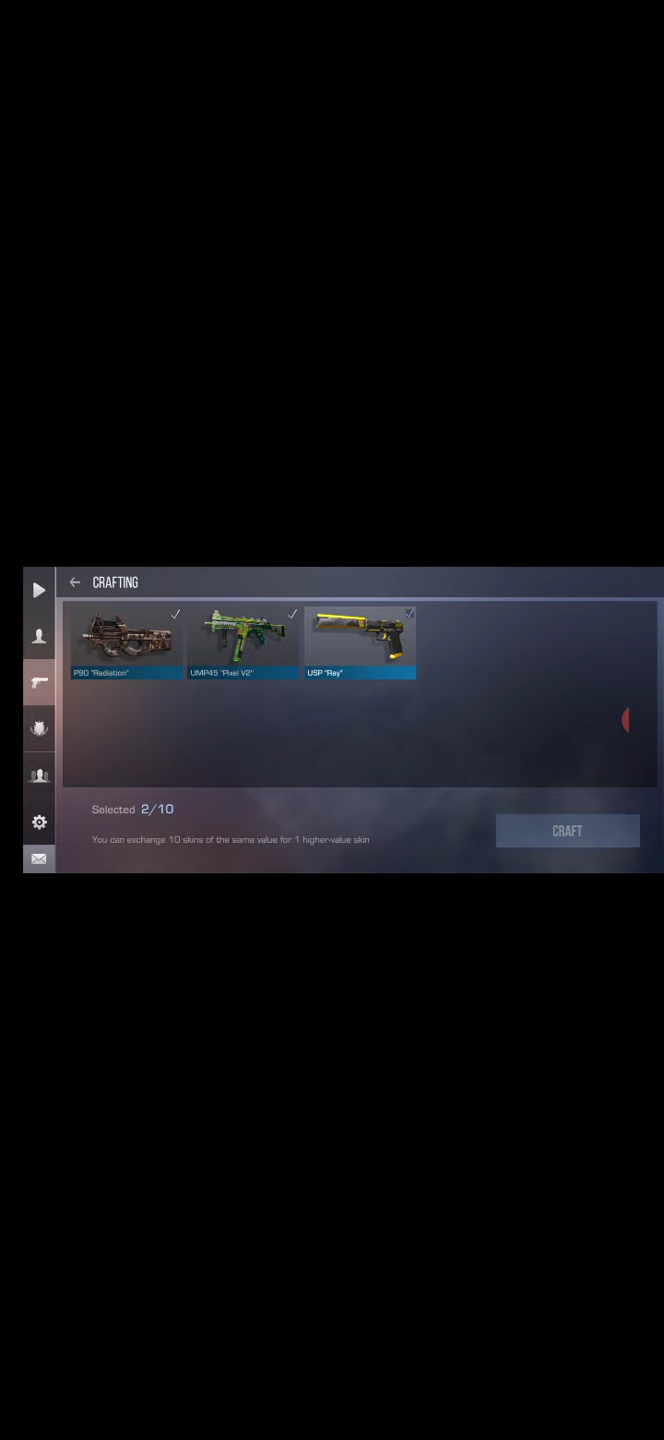 CRAFTING
P90 "Radiation"
UMP45 "Pixel V2"
USP "Ray"
Selected 2/10
You can exchange 10 skins of the same value for 1 higher-value skin
CRAFT